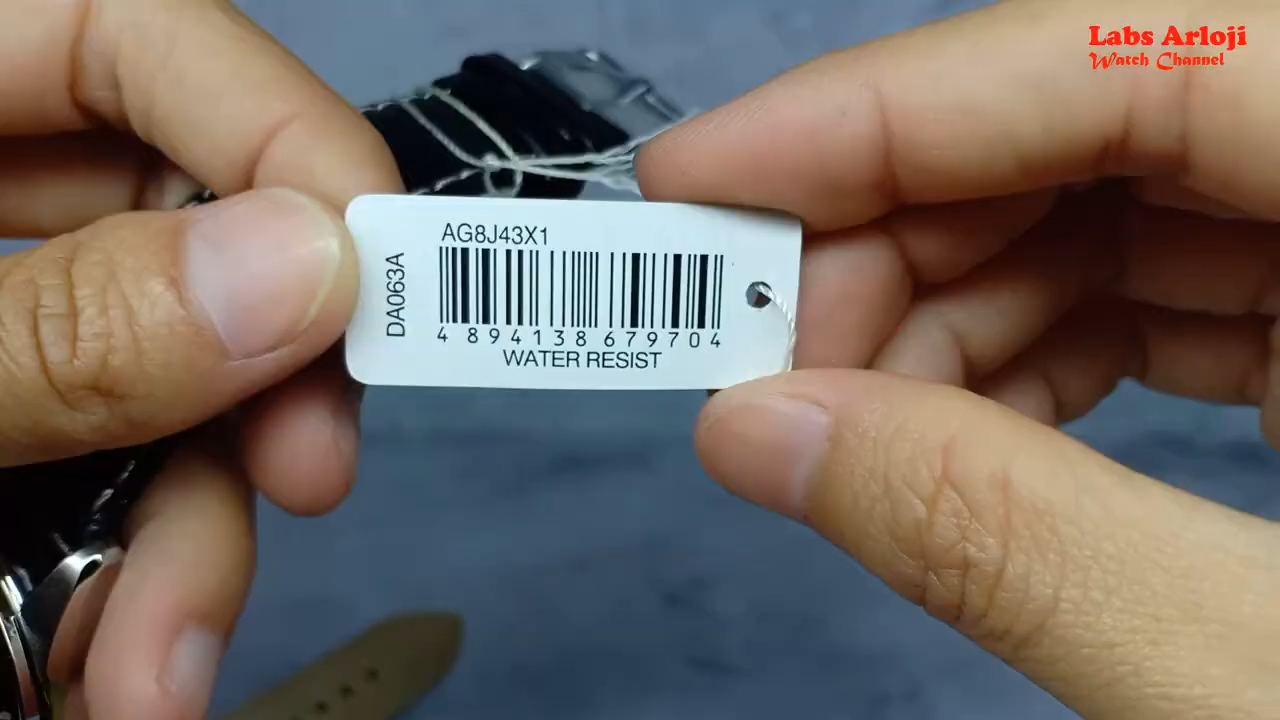 Labs Arloji
Watch Channel
AG8J43X1
DA063A
4 894138 679704
WATER RESIST